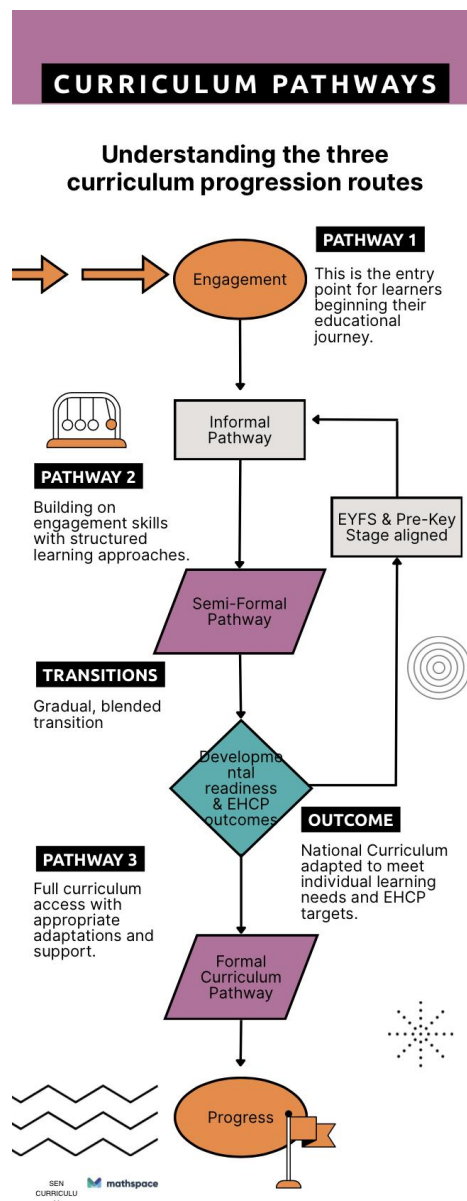 CURRICULUM PATHWAYS
Understanding the three
curriculum progression routes
PATHWAY 1
Engagement
This is the entry
point for learners
beginning their
educational
journey.
Informal
Pathway
PATHWAY 2
Building on
engagement skills
with structured
learning approaches.
EYFS & Pre-Key
Stage aligned
Semi-Formal
Pathway
TRANSITIONS
Gradual, blended
transition
Developme
ntal
readiness
& EHCP
outcomes
OUTCOME
National Curriculum
adapted to meet
individual learning
needs and EHCP
targets.
PATHWAY 3
Full curriculum
access with
appropriate
adaptations and
support.
Formal
Curriculum
Pathway
Progress
SEN
CURRICULU
mathspace